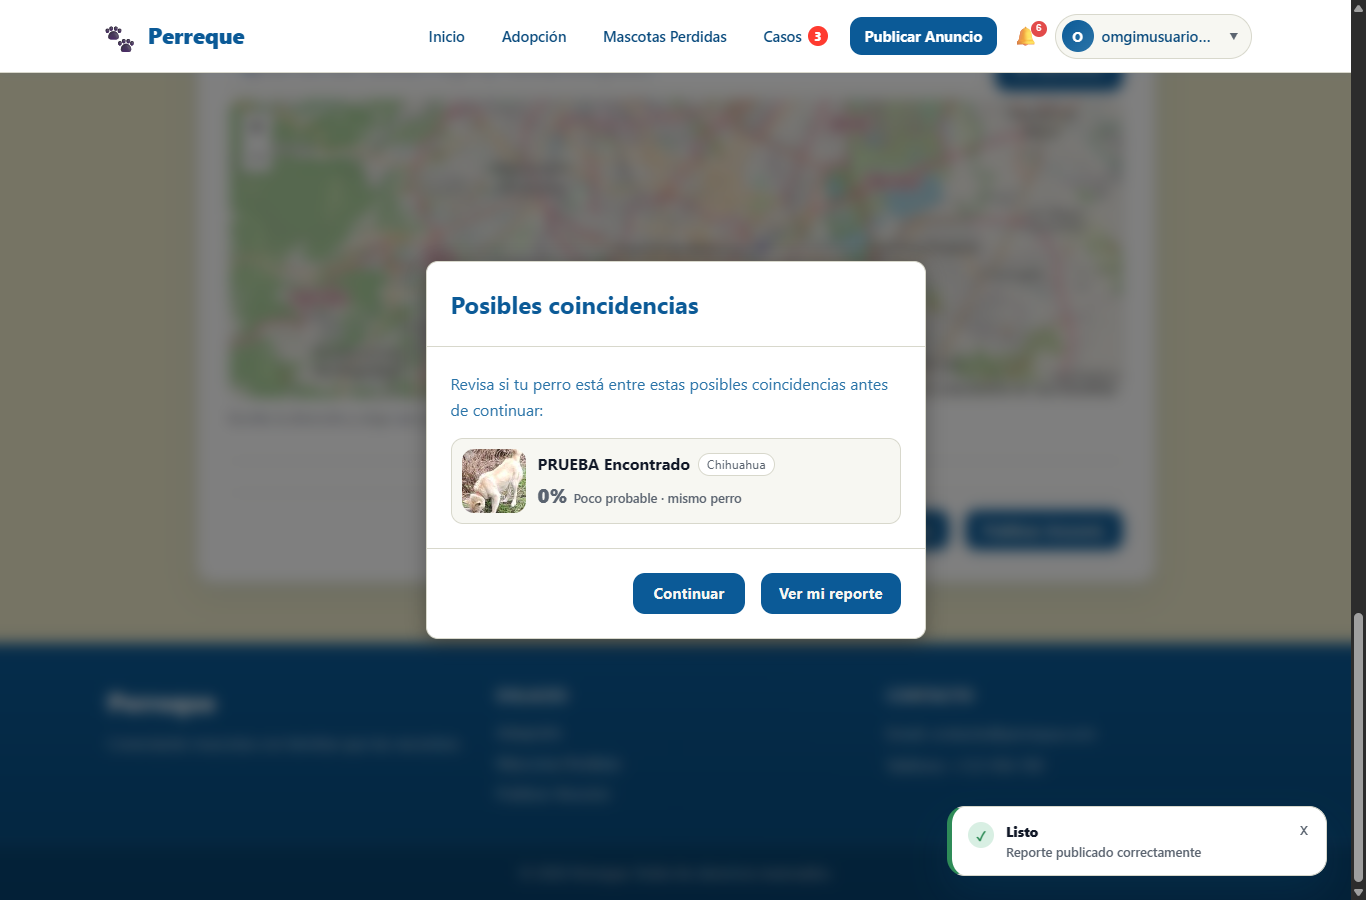 Perreque
Inicio
Adopción
Mascotas Perdidas
Casos 3
Publicar Anuncio
6
O omgimusuario... ▼
Posibles coincidencias
Revisa si tu perro está entre estas posibles coincidencias antes
de continuar:
PRUEBA Encontrado Chihuahua
0% Poco probable · mismo perro
Continuar
Ver mi reporte
Listo X
Reporte publicado correctamente